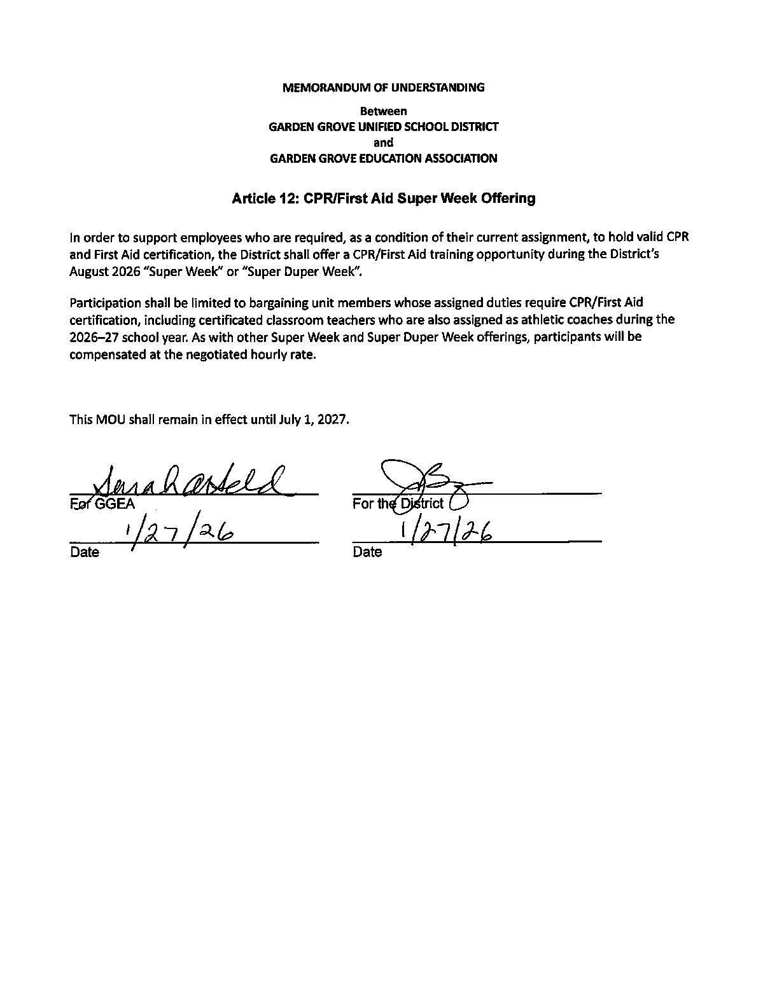 MEMORANDUM OF UNDERSTANDING
Between
GARDEN GROVE UNIFIED SCHOOL DISTRICT
and
GARDEN GROVE EDUCATION ASSOCIATION
Article 12: CPR/First Aid Super Week Offering
In order to support employees who are required, as a condition of their current assignment, to hold valid CPR
and First Aid certification, the District shall offer a CPR/First Aid training opportunity during the District's
August 2026 “Super Week” or “Super Duper Week”.
Participation shall be limited to bargaining unit members whose assigned duties require CPR/First Aid
certification, including certificated classroom teachers who are also assigned as athletic coaches during the
2026–27 school year. As with other Super Week and Super Duper Week offerings, participants will be
compensated at the negotiated hourly rate.
This MOU shall remain in effect until July 1, 2027.
Sarah
For GGEA For the District
1/27/26 1/27/26
Date Date